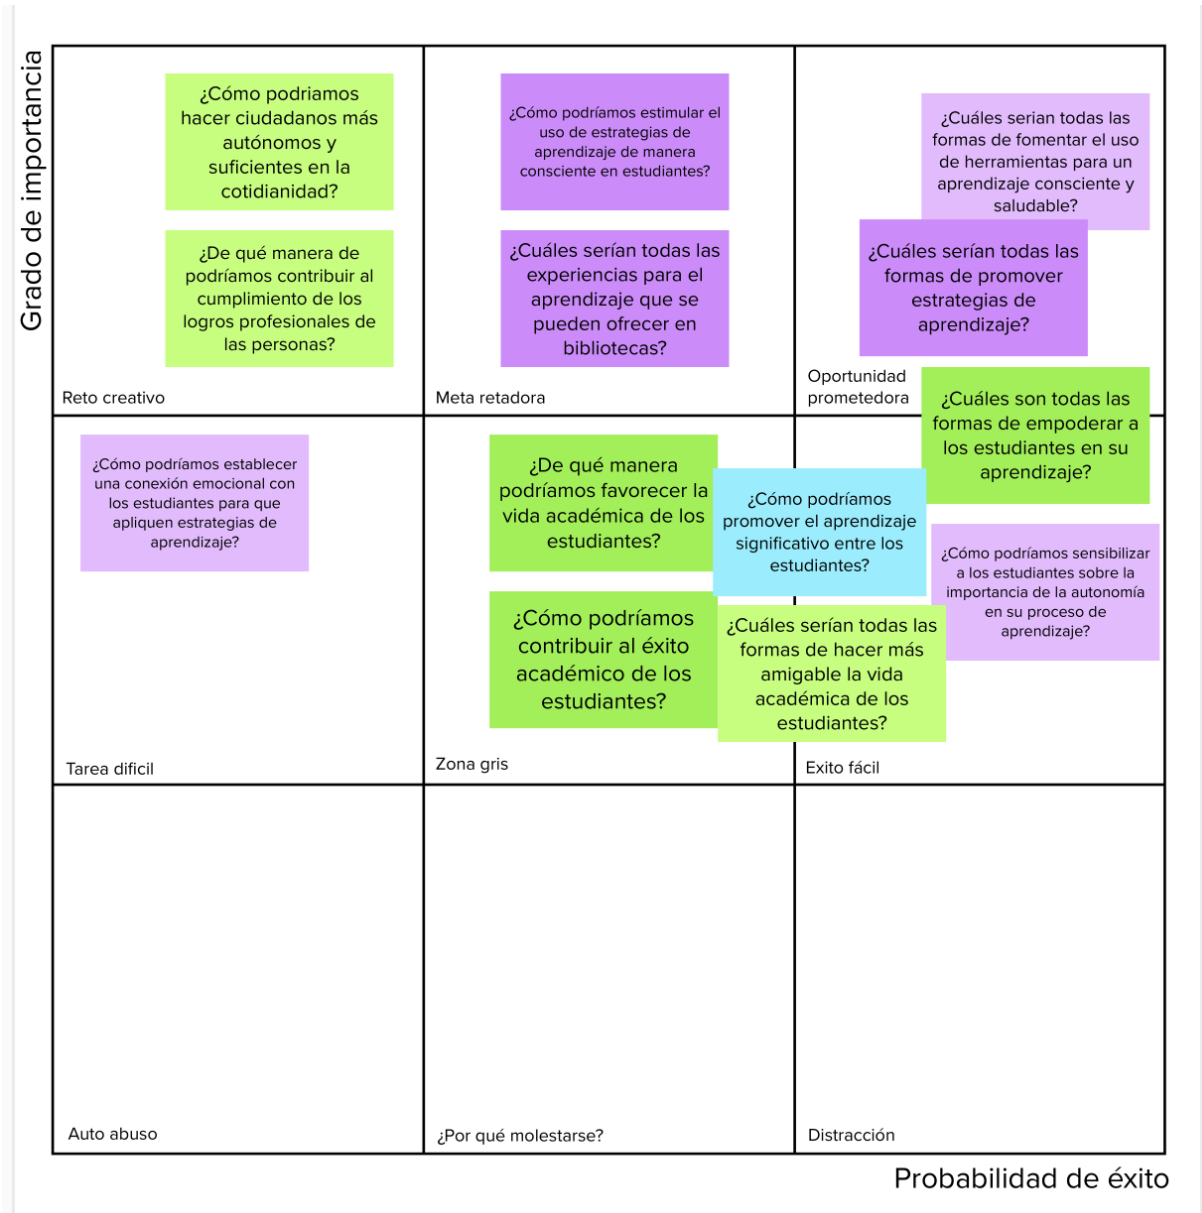 Grado de importancia
¿Cómo podriamos
hacer ciudadanos más
autónomos y
suficientes en la
cotidianidad?
¿De qué manera de
podríamos contribuir al
cumplimiento de los
logros profesionales de
las personas?
Reto creativo
¿Cómo podríamos estimular el
uso de estrategias de
aprendizaje de manera
consciente en estudiantes?
¿Cuáles serían todas las
experiencias para el
aprendizaje que se
pueden ofrecer en
bibliotecas?
Meta retadora
¿Cuáles serian todas las
formas de fomentar el uso
de herramientas para un
aprendizaje consciente y
saludable?
¿Cuáles serían todas las
formas de promover
estrategias de
aprendizaje?
Oportunidad
prometedora
¿Cuáles son todas las
formas de empoderar a
los estudiantes en su
aprendizaje?
¿Cómo podríamos establecer
una conexión emocional con
los estudiantes para que
apliquen estrategias de
aprendizaje?
Tarea dificil
¿De qué manera
podríamos favorecer la
vida académica de los
estudiantes?
¿Cómo podríamos
contribuir al éxito
académico de los
estudiantes?
Zona gris
¿Cómo podríamos
promover el aprendizaje
significativo entre los
estudiantes?
¿Cuáles serían todas las
formas de hacer más
amigable la vida
académica de los
estudiantes?
¿Cómo podríamos sensibilizar
a los estudiantes sobre la
importancia de la autonomía
en su proceso de
aprendizaje?
Exito fácil
Auto abuso
¿Por qué molestarse?
Distracción
Probabilidad de éxito